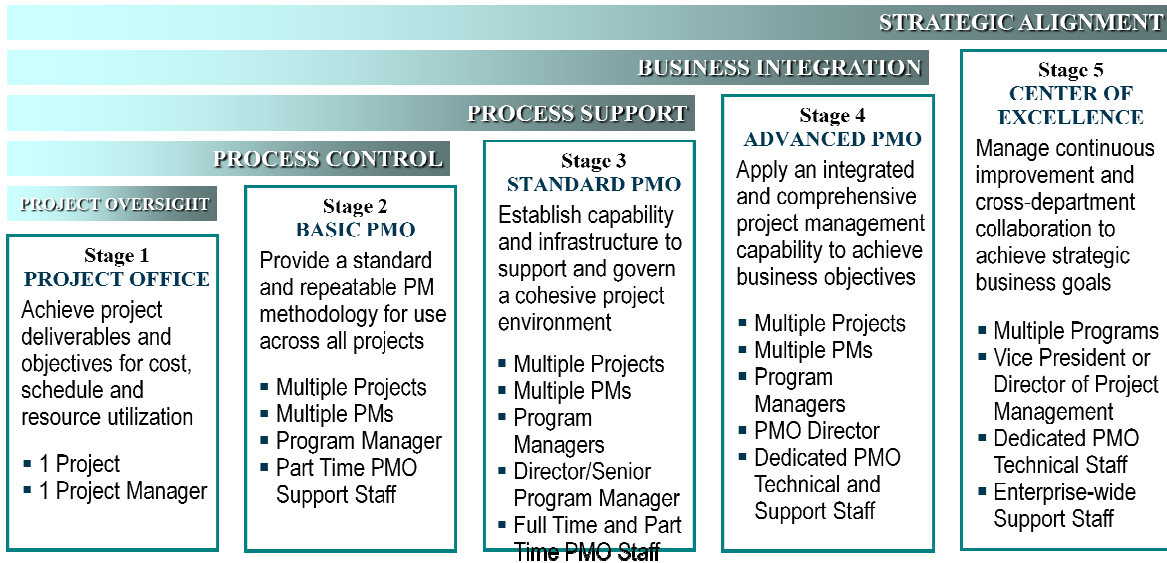 STRATEGIC ALIGNMENT
BUSINESS INTEGRATION
PROCESS SUPPORT
PROCESS CONTROL
PROJECT OVERSIGHT
Stage 1
PROJECT OFFICE
Achieve project
deliverables and
objectives for cost,
schedule and
resource utilization
▪ 1 Project
▪ 1 Project Manager
Stage 2
BASIC PMO
Provide a standard
and repeatable PM
methodology for use
across all projects
▪ Multiple Projects
▪ Multiple PMs
▪ Program Manager
▪ Part Time PMO
Support Staff
Stage 3
STANDARD PMO
Establish capability
and infrastructure to
support and govern
a cohesive project
environment
▪ Multiple Projects
▪ Multiple PMs
▪ Program
Managers
▪ Director/Senior
Program Manager
▪ Full Time and Part
Time PMO Staff
Stage 4
ADVANCED PMO
Apply an integrated
and comprehensive
project management
capability to achieve
business objectives
▪ Multiple Projects
▪ Multiple PMs
▪ Program
Managers
▪ PMO Director
▪ Dedicated PMO
Technical and
Support Staff
Stage 5
CENTER OF
EXCELLENCE
Manage continuous
improvement and
cross-department
collaboration to
achieve strategic
business goals
▪ Multiple Programs
▪ Vice President or
Director of Project
Management
▪ Dedicated PMO
Technical Staff
▪ Enterprise-wide
Support Staff